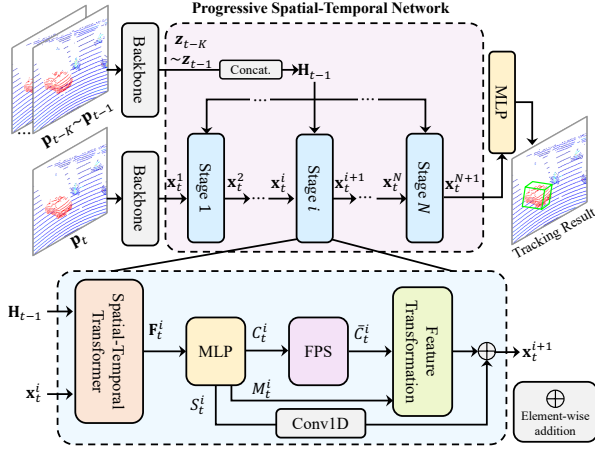 Progressive Spatial-Temporal Network
Backbone
z_{t-K}
~z_{t-1}
Concat.
H_{t-1}
...
p_{t-K}~p_{t-1}
... ...
MLP
Backbone
x_t^1
Stage 1
x_t^2
...
x_t^i
Stage i
x_t^{i+1}
...
x_t^N
Stage N
x_t^{N+1}
p_t
Tracking Result
H_{t-1}
x_t^i
Spatial-Temporal
Transformer
F_t^i
MLP
C_t^i
FPS
C̄_t^i
Feature
Transformation
x_t^{i+1}
S_t^i
M_t^i
Conv1D
⊕
Element-wise
addition